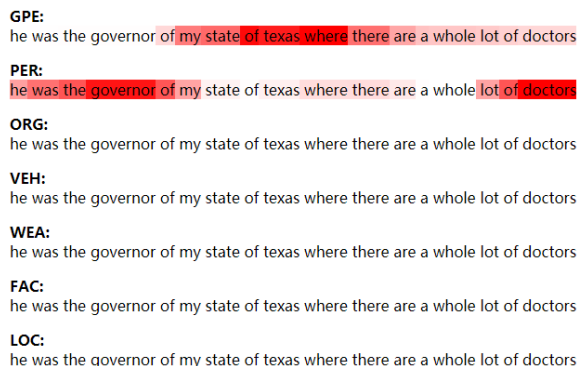 GPE:
he was the governor of my state of texas where there are a whole lot of doctors
PER:
he was the governor of my state of texas where there are a whole lot of doctors
ORG:
he was the governor of my state of texas where there are a whole lot of doctors
VEH:
he was the governor of my state of texas where there are a whole lot of doctors
WEA:
he was the governor of my state of texas where there are a whole lot of doctors
FAC:
he was the governor of my state of texas where there are a whole lot of doctors
LOC:
he was the governor of my state of texas where there are a whole lot of doctors